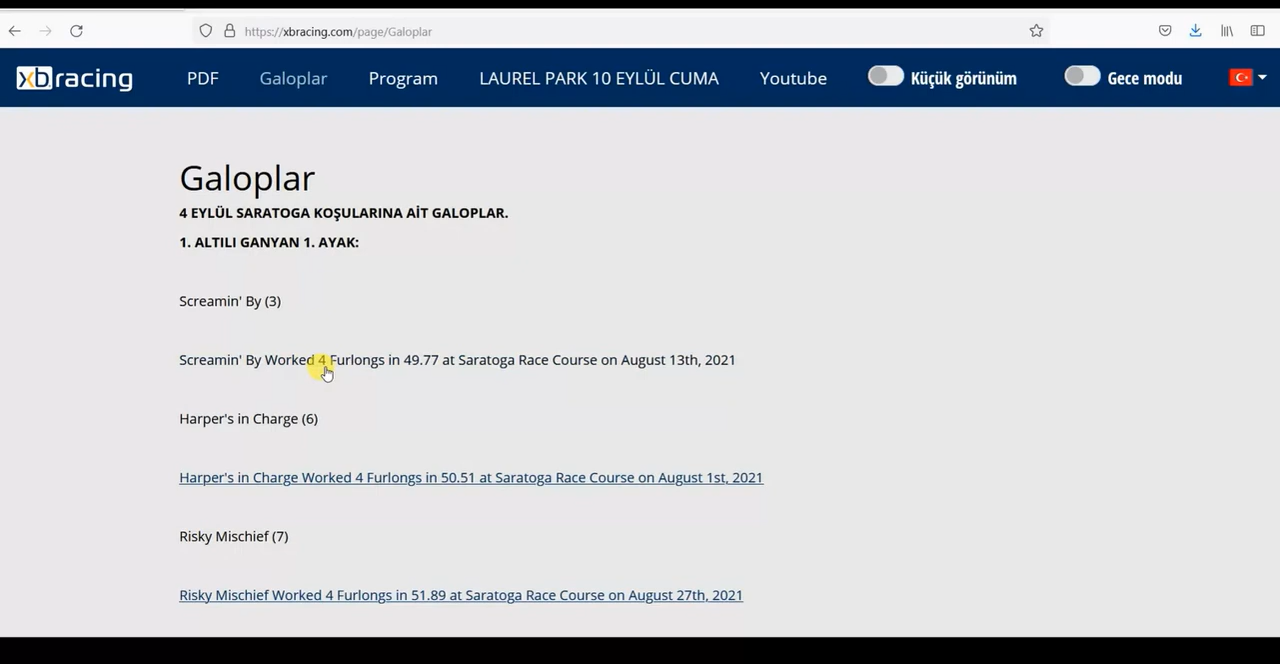 https://xbracing.com/page/Galoplar
xbracing PDF Galoplar Program LAUREL PARK 10 EYLÜL CUMA Youtube Küçük görünüm Gece modu
Galoplar
4 EYLÜL SARATOGA KOŞULARINA AİT GALOPLAR.
1. ALTILI GANYAN 1. AYAK:
Screamin' By (3)
Screamin' By Worked 4 Furlongs in 49.77 at Saratoga Race Course on August 13th, 2021
Harper's in Charge (6)
Harper's in Charge Worked 4 Furlongs in 50.51 at Saratoga Race Course on August 1st, 2021
Risky Mischief (7)
Risky Mischief Worked 4 Furlongs in 51.89 at Saratoga Race Course on August 27th, 2021